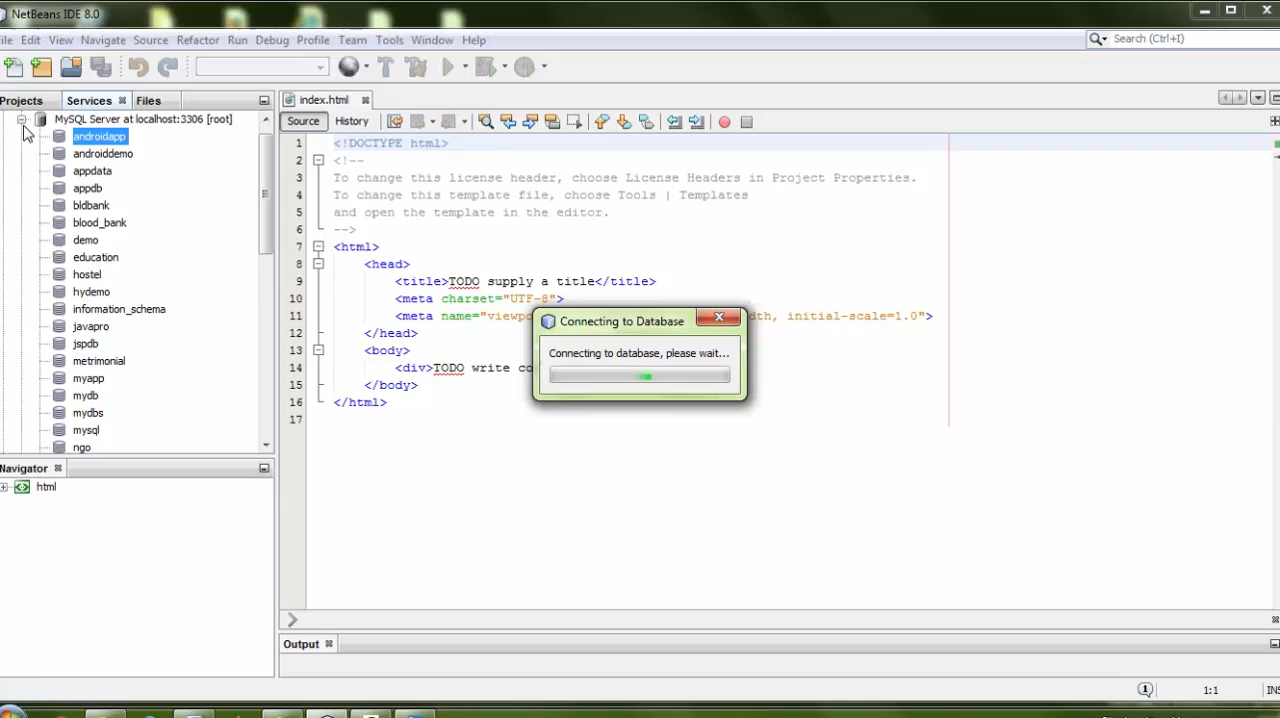 NetBeans IDE 8.0
File Edit View Navigate Source Refactor Run Debug Profile Team Tools Window Help
Search (Ctrl+I)
Projects Services Files
index.html
Source History
MySQL Server at localhost:3306 [root]
androidapp
androiddemo
appdata
appdb
bldbank
blood_bank
demo
education
hostel
hydemo
information_schema
javapro
jspdb
metrimonial
myapp
mydb
mydbs
mysql
ngo
Navigator
html
1 <!DOCTYPE html>
2 <!--
3 To change this license header, choose License Headers in Project Properties.
4 To change this template file, choose Tools | Templates
5 and open the template in the editor.
6 -->
7 <html>
8 <head>
9 <title>TODO supply a title</title>
10 <meta charset="UTF-8">
11 <meta name="viewpo dth, initial-scale=1.0">
12 </head>
13 <body>
14 <div>TODO write co
15 </body>
16 </html>
17
Connecting to Database
Connecting to database, please wait...
Output
1 1:1 INS